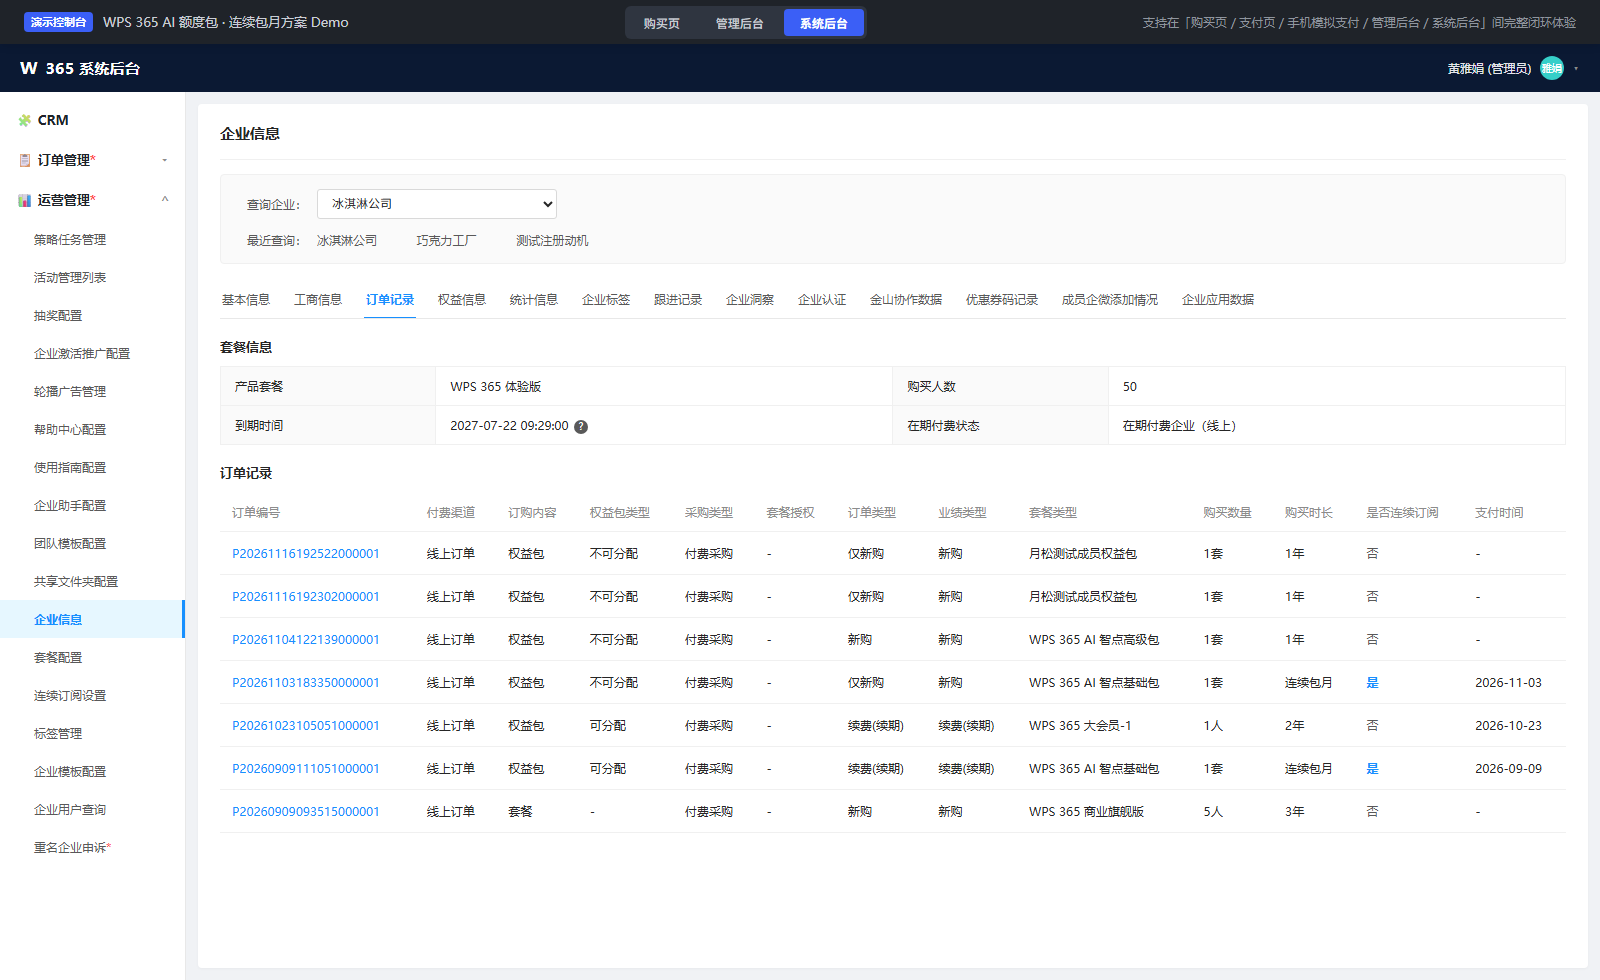 演示控制台 WPS 365 AI 额度包 · 连续包月方案 Demo 购买页 管理后台 系统后台 支持在「购买页 / 支付页 / 手机模拟支付 / 管理后台 / 系统后台」间完整闭环体验
W 365 系统后台 黄雅娟 (管理员) 雅娟
CRM
订单管理*
运营管理*
策略任务管理
活动管理列表
抽奖配置
企业激活推广配置
轮播广告管理
帮助中心配置
使用指南配置
企业助手配置
团队模板配置
共享文件夹配置
企业信息
套餐配置
连续订阅设置
标签管理
企业模板配置
企业用户查询
重名企业申诉*
企业信息
查询企业： 冰淇淋公司
最近查询： 冰淇淋公司 巧克力工厂 测试注册动机
基本信息 工商信息 订单记录 权益信息 统计信息 企业标签 跟进记录 企业洞察 企业认证 金山协作数据 优惠券码记录 成员企微添加情况 企业应用数据
套餐信息
产品套餐 WPS 365 体验版 购买人数 50
到期时间 2027-07-22 09:29:00 ? 在期付费状态 在期付费企业（线上）
订单记录
订单编号 付费渠道 订购内容 权益包类型 采购类型 套餐授权 订单类型 业绩类型 套餐类型 购买数量 购买时长 是否连续订阅 支付时间
P20261116192522000001 线上订单 权益包 不可分配 付费采购 - 仅新购 新购 月松测试成员权益包 1套 1年 否 -
P20261116192302000001 线上订单 权益包 不可分配 付费采购 - 仅新购 新购 月松测试成员权益包 1套 1年 否 -
P20261104122139000001 线上订单 权益包 不可分配 付费采购 - 新购 新购 WPS 365 AI 智点高级包 1套 1年 否 -
P20261103183350000001 线上订单 权益包 不可分配 付费采购 - 仅新购 新购 WPS 365 AI 智点基础包 1套 连续包月 是 2026-11-03
P20261023105051000001 线上订单 权益包 可分配 付费采购 - 续费(续期) 续费(续期) WPS 365 大会员-1 1人 2年 否 2026-10-23
P20260909111051000001 线上订单 权益包 可分配 付费采购 - 续费(续期) 续费(续期) WPS 365 AI 智点基础包 1套 连续包月 是 2026-09-09
P20260909093515000001 线上订单 套餐 - 付费采购 - 新购 新购 WPS 365 商业旗舰版 5人 3年 否 -